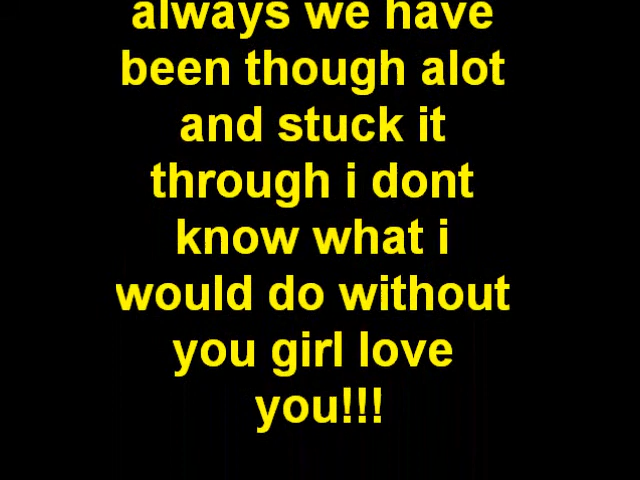 always we have
been though alot
and stuck it
through i dont
know what i
would do without
you girl love
you!!!